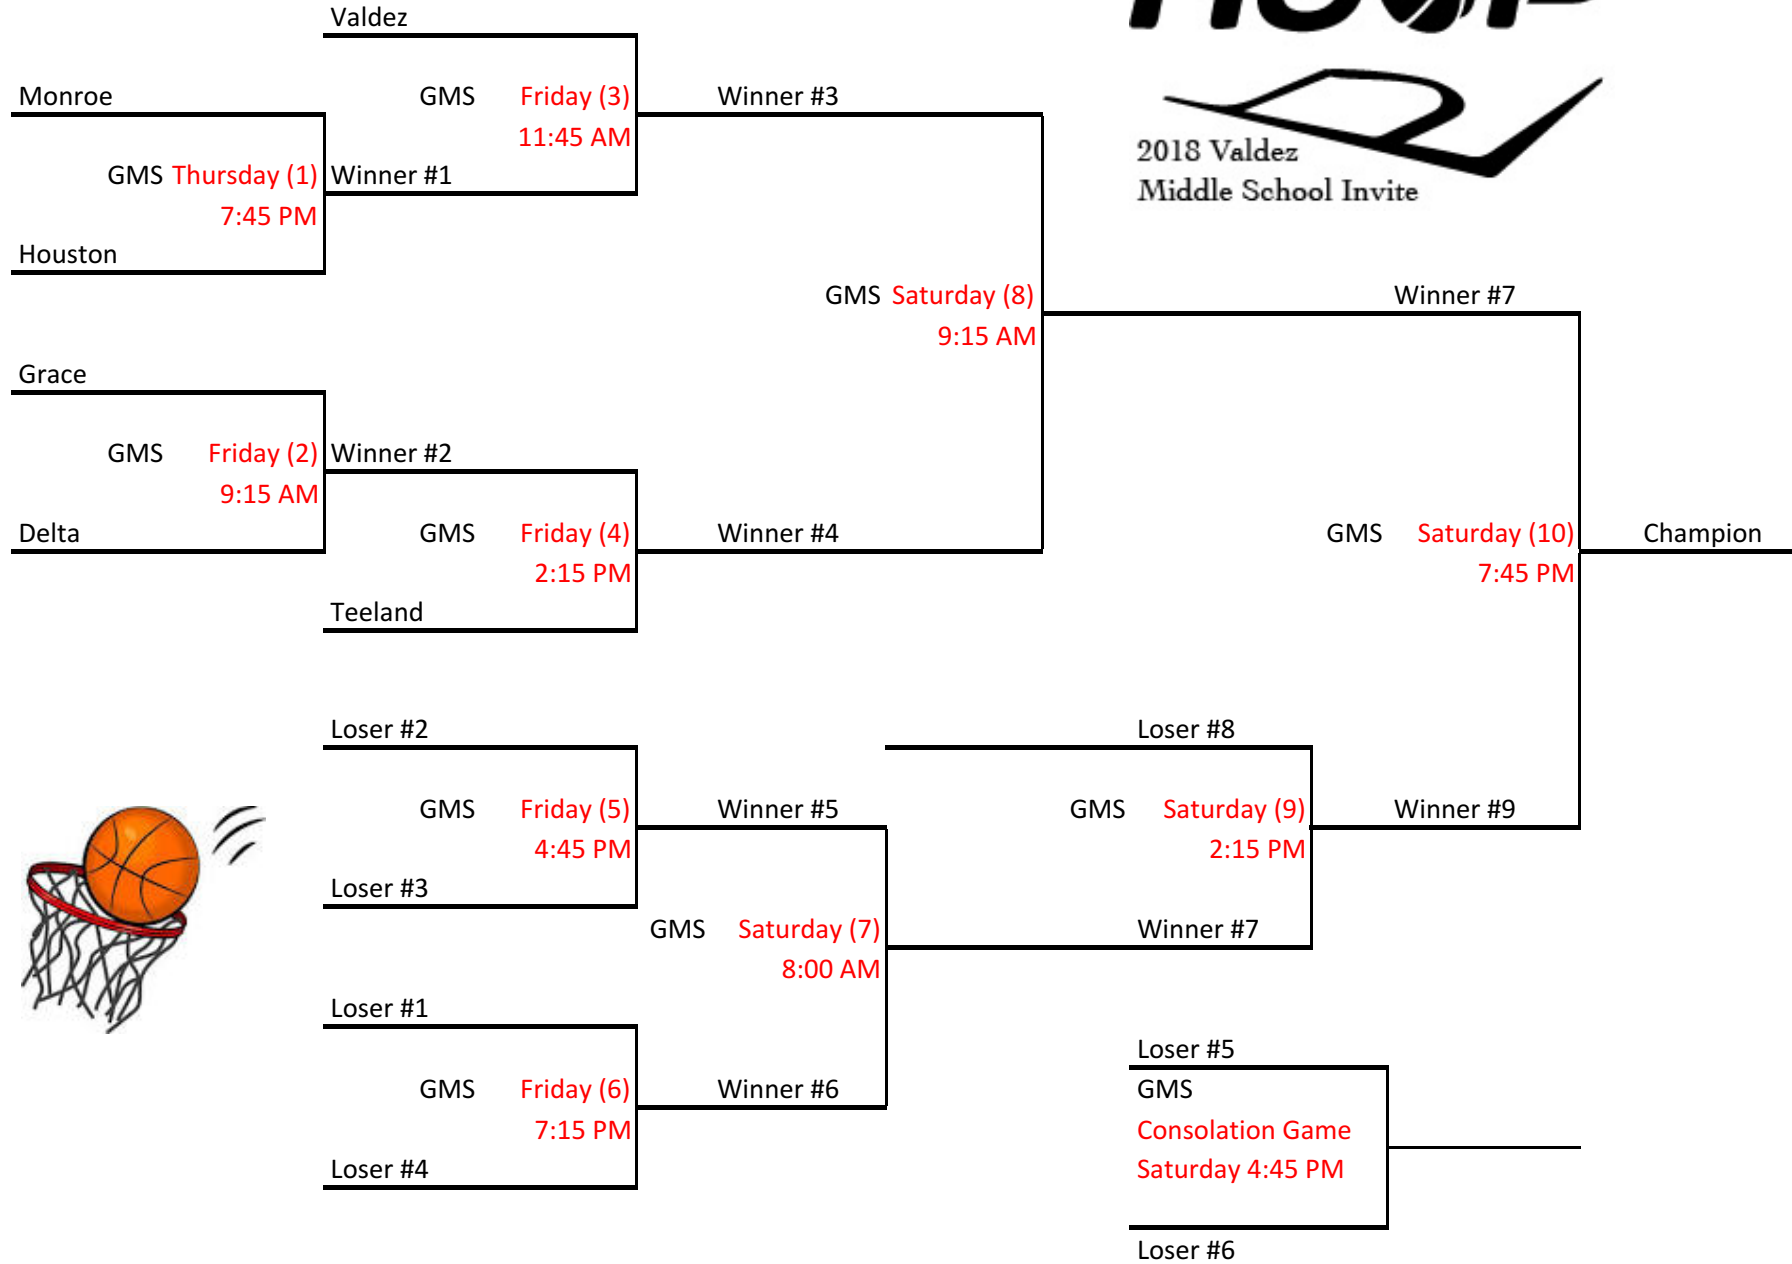 Valdez
Monroe
GMS Friday (3)
Winner #3
11:45 AM
2018 Valdez
Middle School Invite
GMS Thursday (1)
Winner #1
7:45 PM
Houston
GMS Saturday (8)
Winner #7
9:15 AM
Grace
GMS Friday (2)
Winner #2
9:15 AM
Delta
GMS Friday (4)
Winner #4
GMS Saturday (10)
Champion
2:15 PM
7:45 PM
Teeland
Loser #2
Loser #8
GMS Friday (5)
Winner #5
GMS Saturday (9)
Winner #9
4:45 PM
2:15 PM
Loser #3
GMS Saturday (7)
Winner #7
8:00 AM
Loser #1
Loser #5
GMS Friday (6)
Winner #6
GMS
7:15 PM
Consolation Game
Loser #4
Saturday 4:45 PM
Loser #6